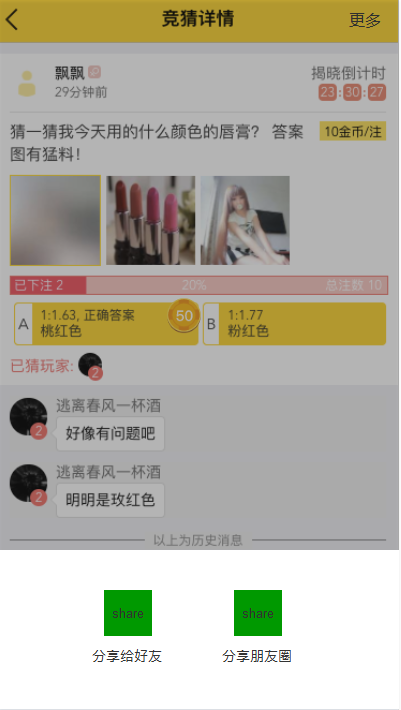 竞猜详情
更多
飘飘
29分钟前
揭晓倒计时
23:30:27
猜一猜我今天用的什么颜色的唇膏? 答案
图有猛料!
10金币/注
已下注 2
20%
总注数 10
A
1:1.63, 正确答案
桃红色
50
B
1:1.77
粉红色
已猜玩家:
2
逃离春风一杯酒
2
好像有问题吧
逃离春风一杯酒
2
明明是玫红色
以上为历史消息
share
share
分享给好友
分享朋友圈